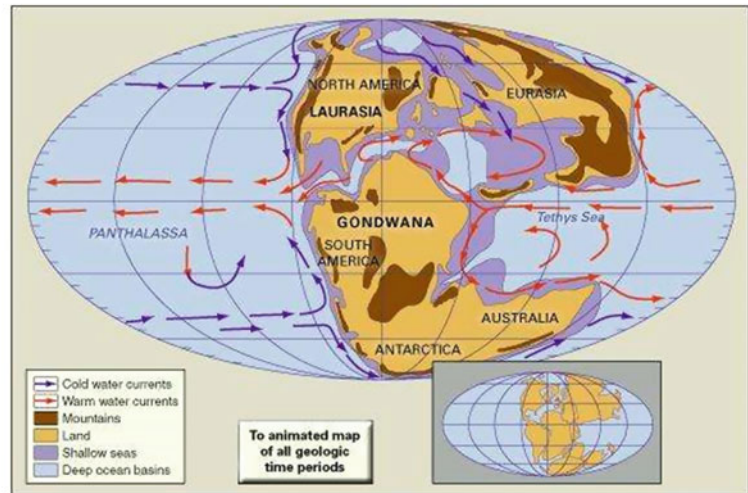 NORTH AMERICA
EURASIA
LAURASIA
PANTHALASSA
GONDWANA
Tethys Sea
SOUTH
AMERICA
AUSTRALIA
ANTARCTICA
Cold water currents
Warm water currents
Mountains
Land
Shallow seas
Deep ocean basins
To animated map
of all geologic
time periods